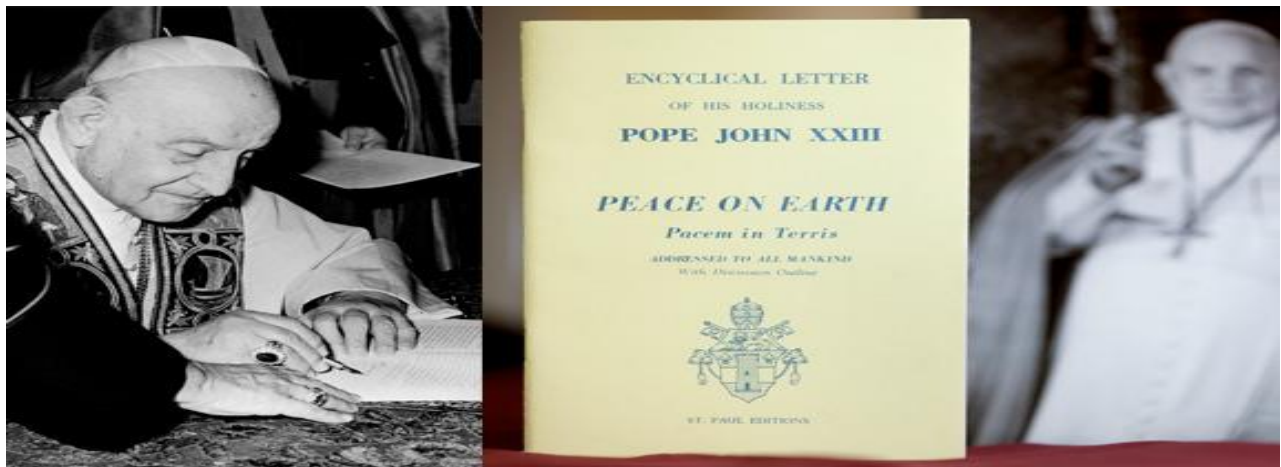 ENCYCLICAL LETTER
OF HIS HOLINESS
POPE JOHN XXIII
PEACE ON EARTH
Pacem in Terris
ADDRESSED TO ALL MANKIND
With Discussion Outline
ST. PAUL EDITIONS